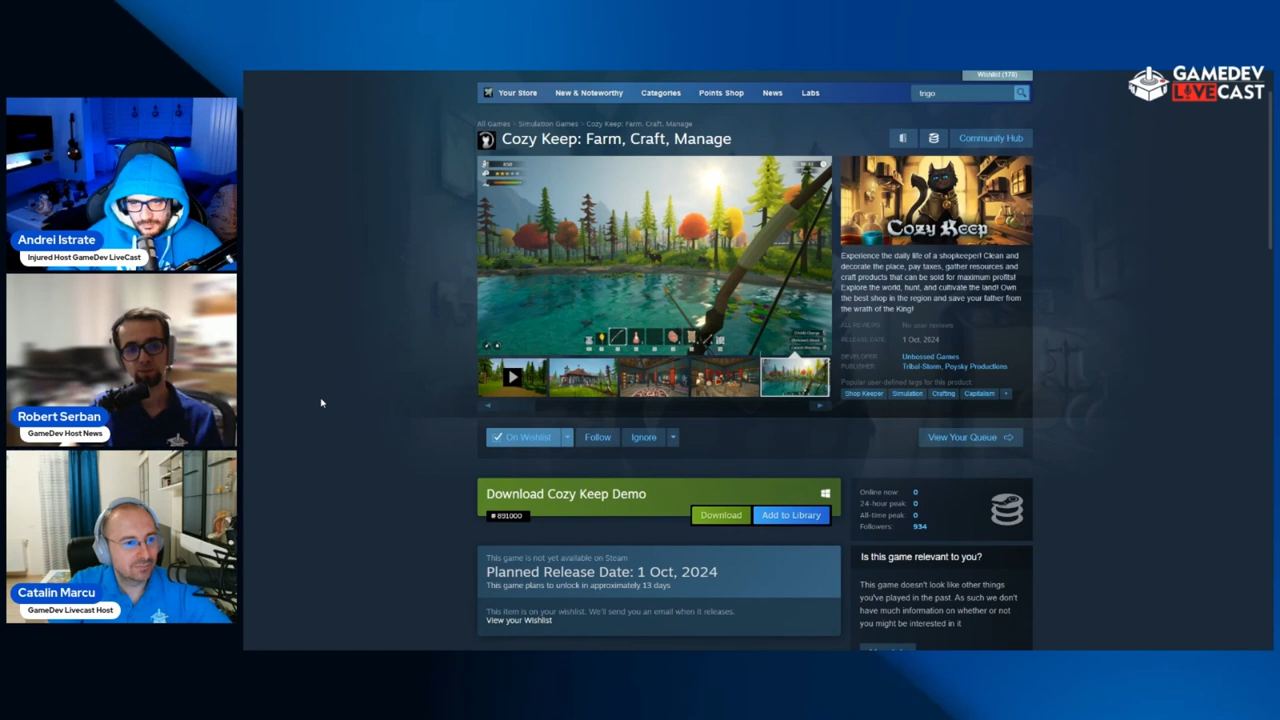 GAMEDEV
LIVECAST
Wishlist (178)
Your Store
New & Noteworthy
Categories
Points Shop
News
Labs
frigo
All Games > Simulation Games > Cozy Keep: Farm, Craft, Manage
Cozy Keep: Farm, Craft, Manage
Community Hub
Cozy Keep
Experience the daily life of a shopkeeper! Clean and
decorate the place, pay taxes, gather resources and
craft products that can be sold for maximum profits!
Explore the world, hunt, and cultivate the land! Own
the best shop in the region and save your father from
the wrath of the King!
ALL REVIEWS: No user reviews
RELEASE DATE: 1 Oct, 2024
DEVELOPER: Unbossed Games
PUBLISHER: Tribal-Storm, Poysky Productions
Popular user-defined tags for this product:
Shop Keeper
Simulation
Crafting
Capitalism
+
On Wishlist
Follow
Ignore
View Your Queue
Download Cozy Keep Demo
# 891000
Download
Add to Library
Online now: 0
24-hour peak: 0
All-time peak: 0
Followers: 934
This game is not yet available on Steam
Planned Release Date: 1 Oct, 2024
This game plans to unlock in approximately 13 days
This item is on your wishlist. We'll send you an email when it releases.
View your Wishlist
Is this game relevant to you?
This game doesn't look like other things
you've played in the past. As such we don't
have much information on whether or not
you might be interested in it
Andrei Istrate
Injured Host GameDev LiveCast
Robert Serban
GameDev Host News
Catalin Marcu
GameDev Livecast Host